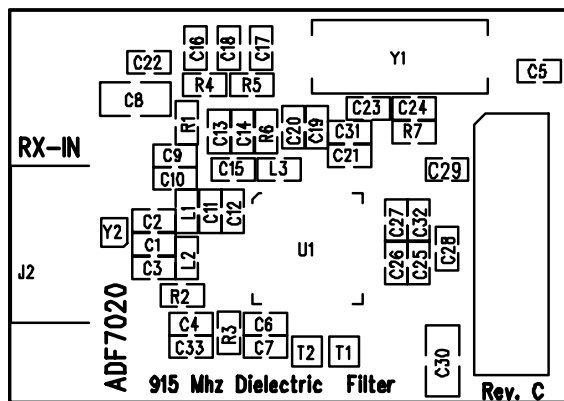 C16 C18 C17
Y1
C22
C5
R4 R5
C8
C23 C24
R1
C13 C14 R6 C20 C19
C31 R7
RX-IN
C9
C21
C10
C15 L3
C29
L1 C11 C12
C27 C32
C2
Y2
C1
U1
C28
C3
L2
C26 C25
J2
R2
ADF7020
C4
R3
C6
C33
C7
T2 T1
C30
915 Mhz Dielectric Filter
Rev. C